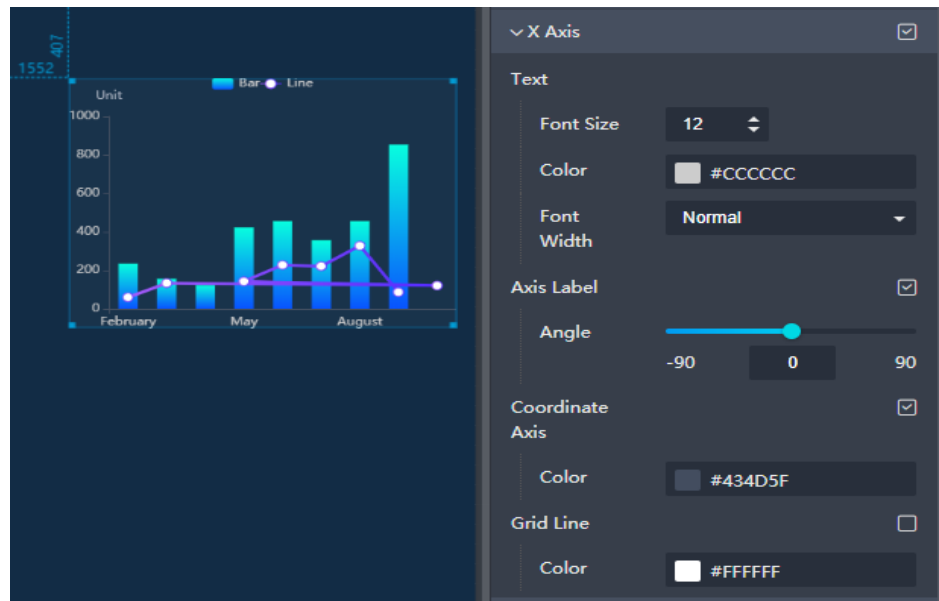 407
1552
Bar Line
Unit
1000
800
600
400
200
0
February May August
X Axis
Text
Font Size 12
Color #CCCCCC
Font Width Normal
Axis Label
Angle
-90 0 90
Coordinate Axis
Color #434D5F
Grid Line
Color #FFFFFF